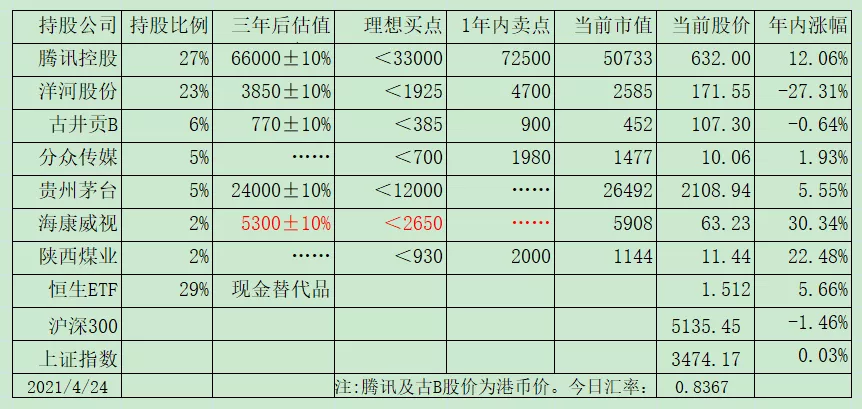 持股公司 持股比例 三年后估值 理想买点 1年内卖点 当前市值 当前股价 年内涨幅
腾讯控股 27% 66000±10% <33000 72500 50733 632.00 12.06%
洋河股份 23% 3850±10% <1925 4700 2585 171.55 -27.31%
古井贡B 6% 770±10% <385 900 452 107.30 -0.64%
分众传媒 5% …… <700 1980 1477 10.06 1.93%
贵州茅台 5% 24000±10% <12000 …… 26492 2108.94 5.55%
海康威视 2% 5300±10% <2650 …… 5908 63.23 30.34%
陕西煤业 2% …… <930 2000 1144 11.44 22.48%
恒生ETF 29% 现金替代品 1.512 5.66%
沪深300 5135.45 -1.46%
上证指数 3474.17 0.03%
2021/4/24 注:腾讯及古B股价为港币价。今日汇率: 0.8367